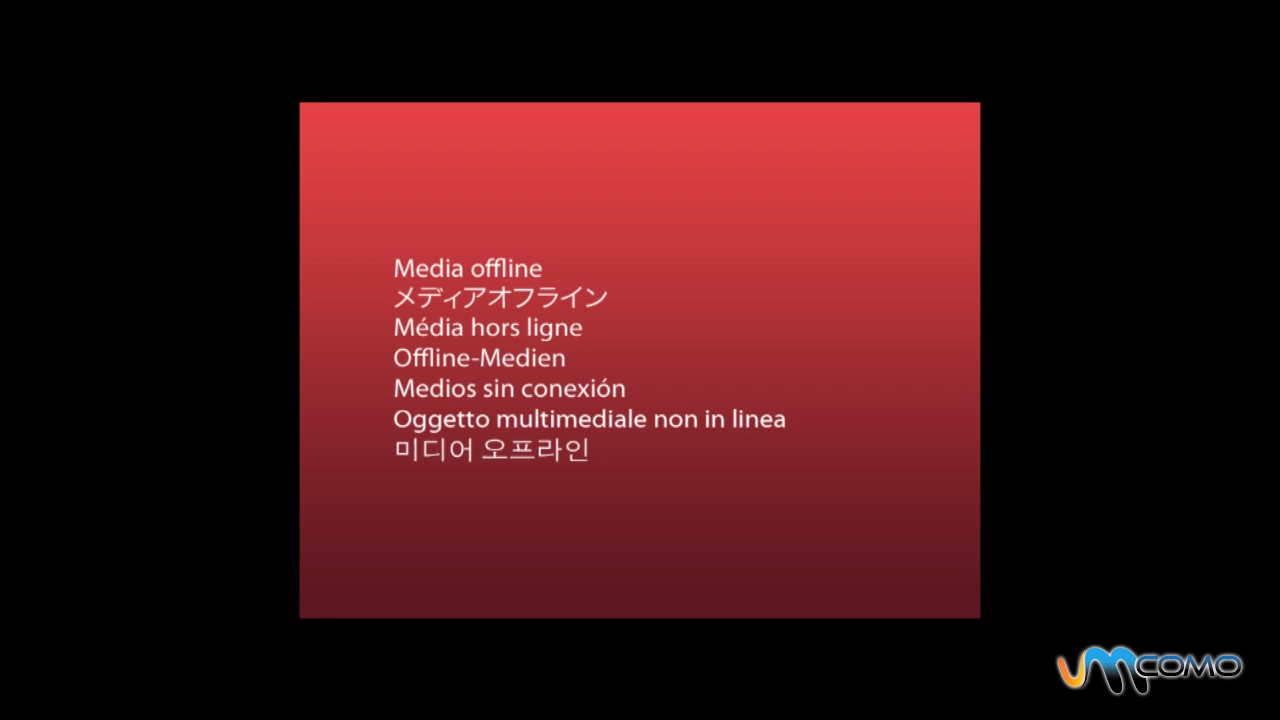 Media offline
メディアオフライン
Média hors ligne
Offline-Medien
Medios sin conexión
Oggetto multimediale non in linea
미디어 오프라인
UMCOMO